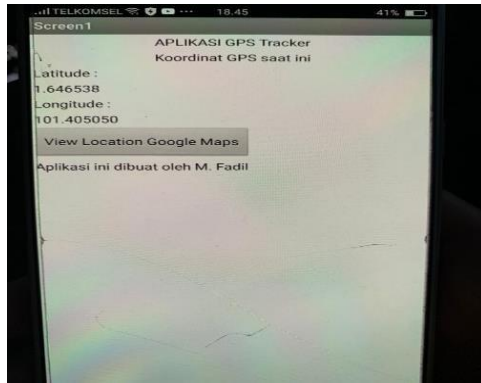 TELKOMSEL ... 18.45 41%
Screen1
APLIKASI GPS Tracker
Koordinat GPS saat ini
Latitude :
1.646538
Longitude :
101.405050
View Location Google Maps
Aplikasi ini dibuat oleh M. Fadil